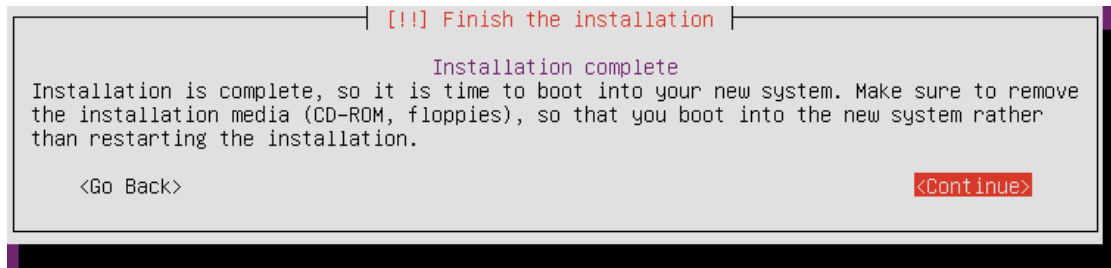 [!!] Finish the installation
Installation complete
Installation is complete, so it is time to boot into your new system. Make sure to remove
the installation media (CD-ROM, floppies), so that you boot into the new system rather
than restarting the installation.
<Go Back> <Continue>